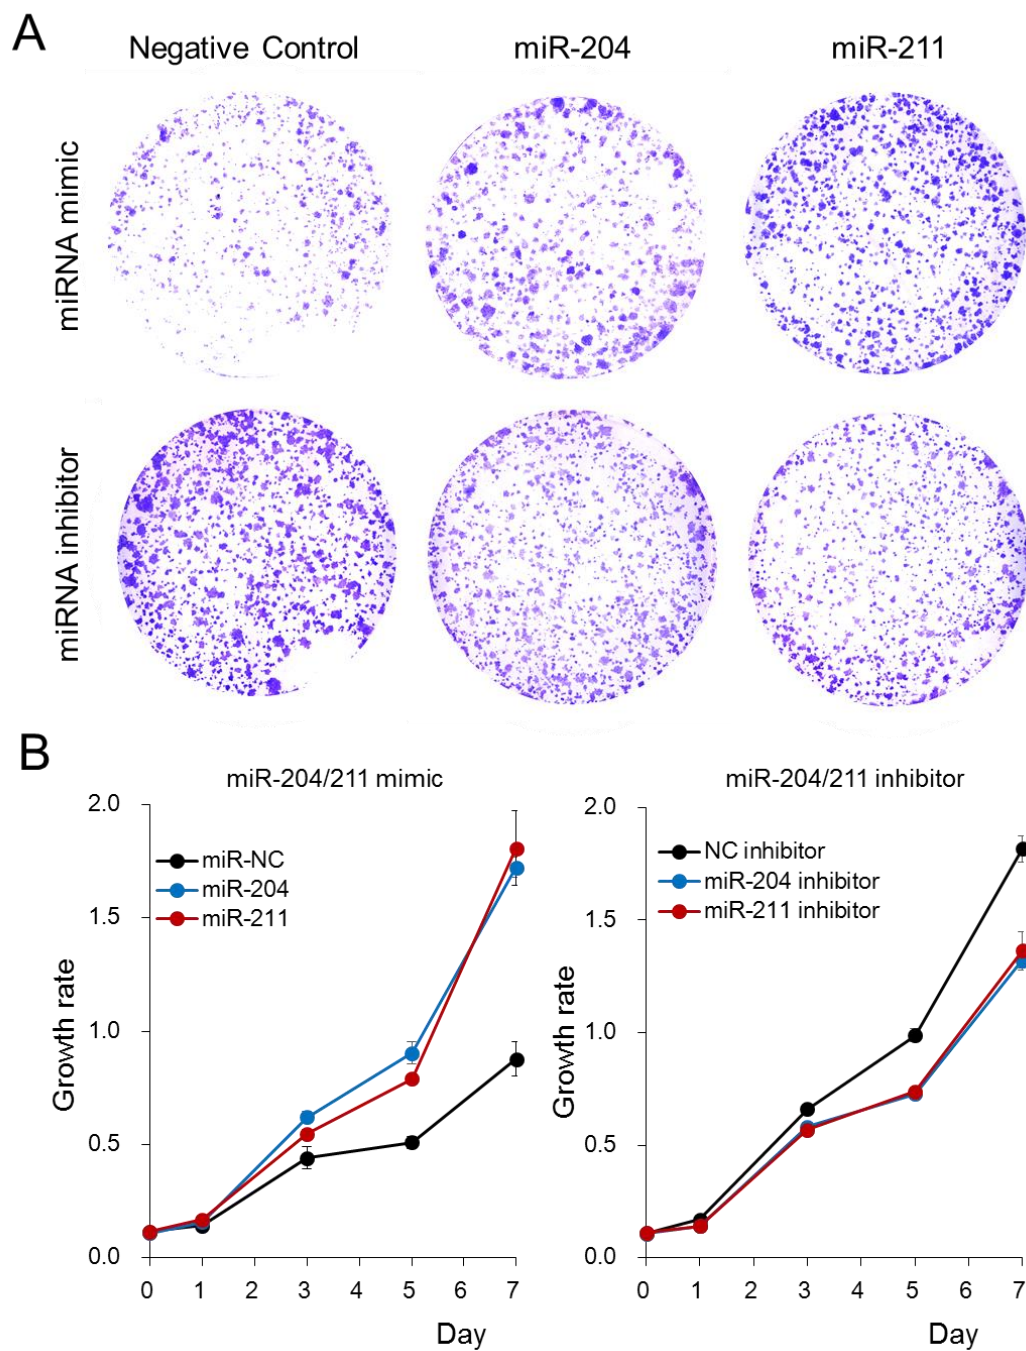 A
Negative Control
miR-204
miR-211
miRNA mimic
miRNA inhibitor
B
miR-204/211 mimic
2.0
1.5
1.0
0.5
0.0
Growth rate
miR-NC
miR-204
miR-211
0 1 2 3 4 5 6 7
Day
miR-204/211 inhibitor
2.0
1.5
1.0
0.5
0.0
Growth rate
NC inhibitor
miR-204 inhibitor
miR-211 inhibitor
0 1 2 3 4 5 6 7
Day